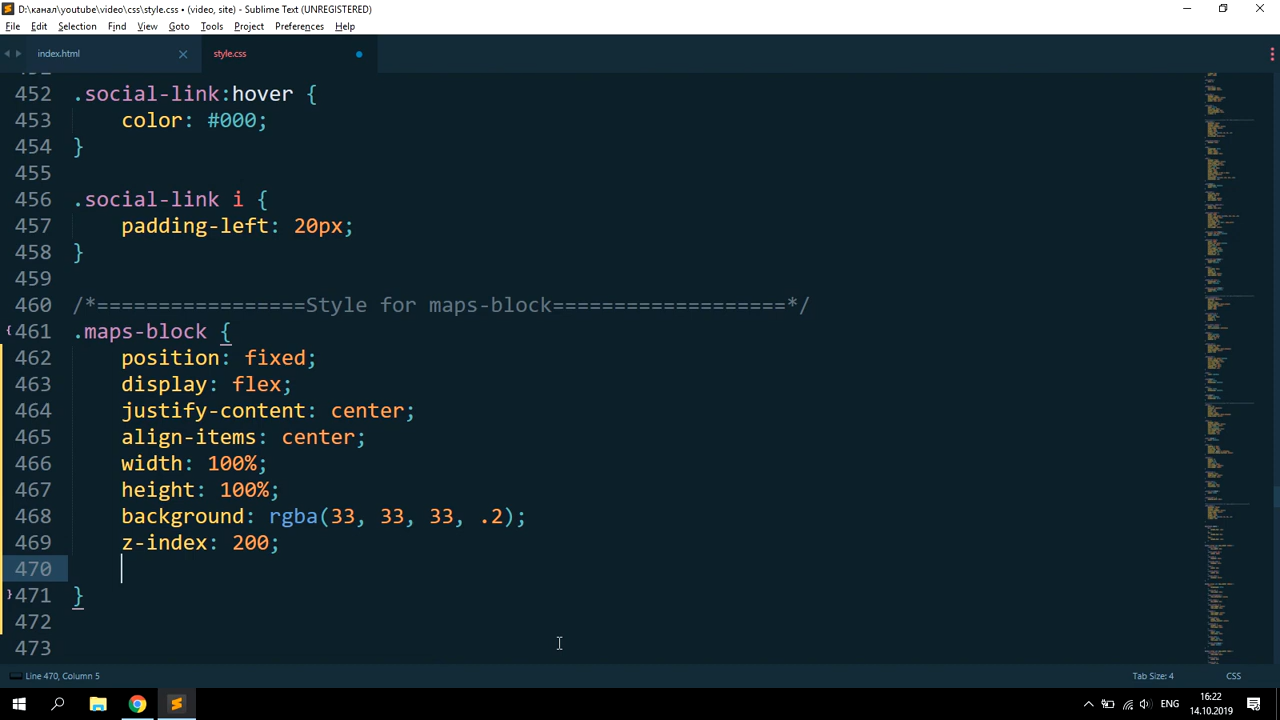 D:\канал\youtube\video\css\style.css • (video, site) - Sublime Text (UNREGISTERED)
File Edit Selection Find View Goto Tools Project Preferences Help
index.html style.css
452 .social-link:hover {
453 color: #000;
454 }
455
456 .social-link i {
457 padding-left: 20px;
458 }
459
460 /*=================Style for maps-block===================*/
461 .maps-block {
462 position: fixed;
463 display: flex;
464 justify-content: center;
465 align-items: center;
466 width: 100%;
467 height: 100%;
468 background: rgba(33, 33, 33, .2);
469 z-index: 200;
470
471 }
472
473
Line 470, Column 5 Tab Size: 4 CSS
ENG 16:22
14.10.2019